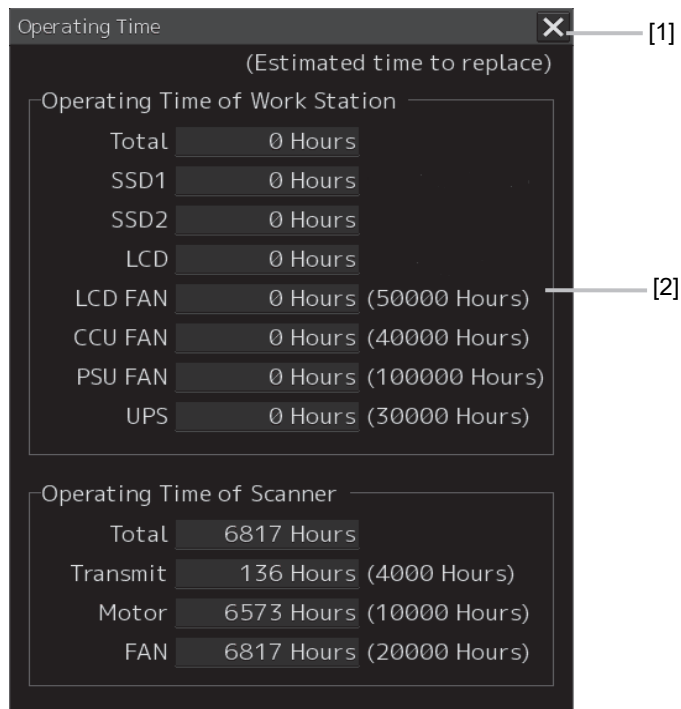 Operating Time
[1]
(Estimated time to replace)
Operating Time of Work Station
Total 0 Hours
SSD1 0 Hours
SSD2 0 Hours
LCD 0 Hours
LCD FAN 0 Hours (50000 Hours)
[2]
CCU FAN 0 Hours (40000 Hours)
PSU FAN 0 Hours (100000 Hours)
UPS 0 Hours (30000 Hours)
Operating Time of Scanner
Total 6817 Hours
Transmit 136 Hours (4000 Hours)
Motor 6573 Hours (10000 Hours)
FAN 6817 Hours (20000 Hours)